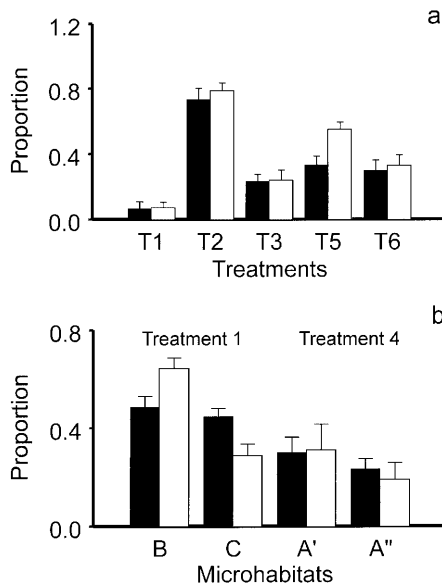 a
1.2
0.8
0.4
0.0
Proportion
T1 T2 T3 T5 T6
Treatments
b
0.8
0.4
0.0
Proportion
Treatment 1 Treatment 4
B C A' A"
Microhabitats